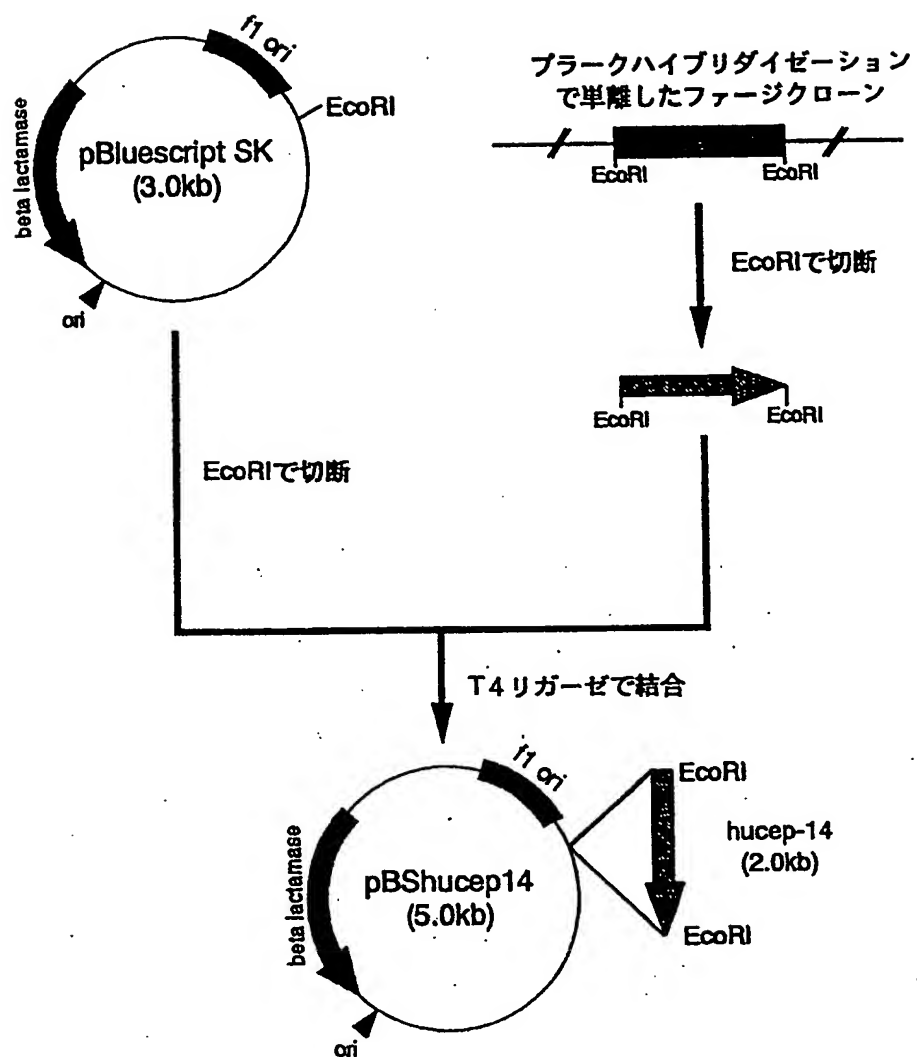 f1 ori
EcoRI
pBluescript SK
(3.0kb)
beta lactamase
ori
プラークハイブリダイゼーション
で単離したファージクローン
EcoRI
EcoRI
EcoRIで切断
EcoRI
EcoRI
EcoRIで切断
T4リガーゼで結合
f1 ori
EcoRI
hucep-14
(2.0kb)
EcoRI
pBShucep14
(5.0kb)
beta lactamase
ori